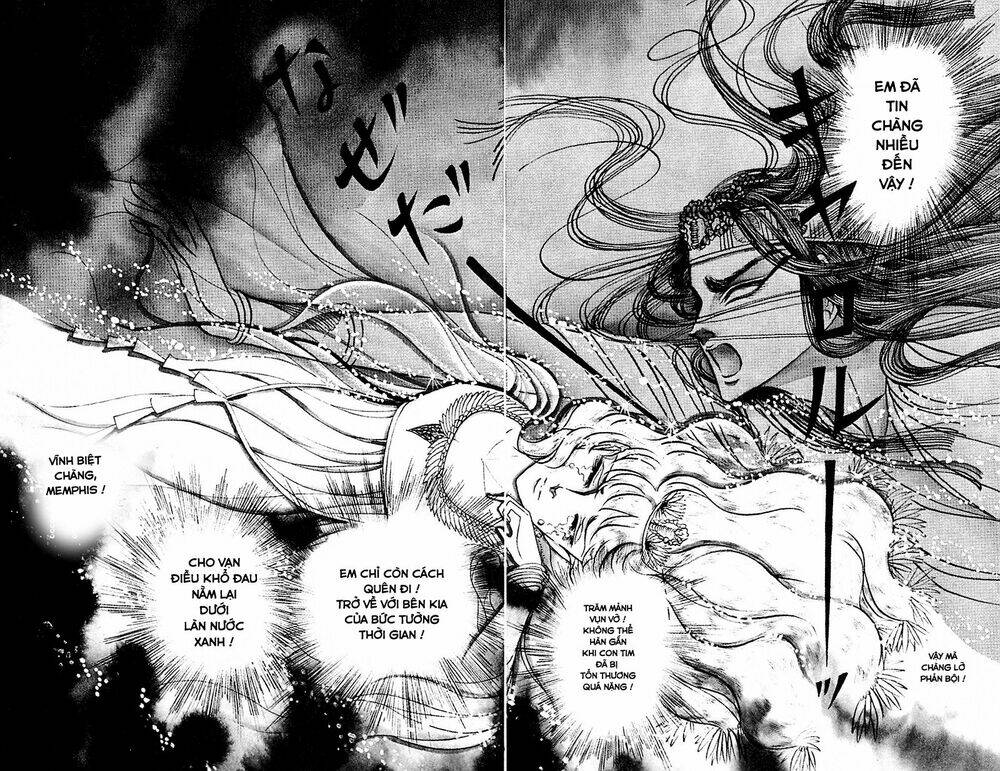 EM ĐÃ
TIN
CHÀNG
NHIỀU
ĐẾN
VẬY !
キャロル
なぜだーっ
VẬY MÀ
CHÀNG LỠ
PHẢN BỘI !
TRĂM MẢNH
VỤN VỠ !
KHÔNG THỂ
HÀN GẮN
KHI CON TIM
ĐÃ BỊ
TỔN THƯƠNG
QUÁ NẶNG !
EM CHỈ CÒN CÁCH
QUÊN ĐI !
TRỞ VỀ VỚI BÊN KIA
CỦA BỨC TƯỜNG
THỜI GIAN !
CHO VẠN
ĐIỀU KHỔ ĐAU
NẰM LẠI
DƯỚI
LÀN NƯỚC
XANH !
VĨNH BIỆT
CHÀNG,
MEMPHIS !